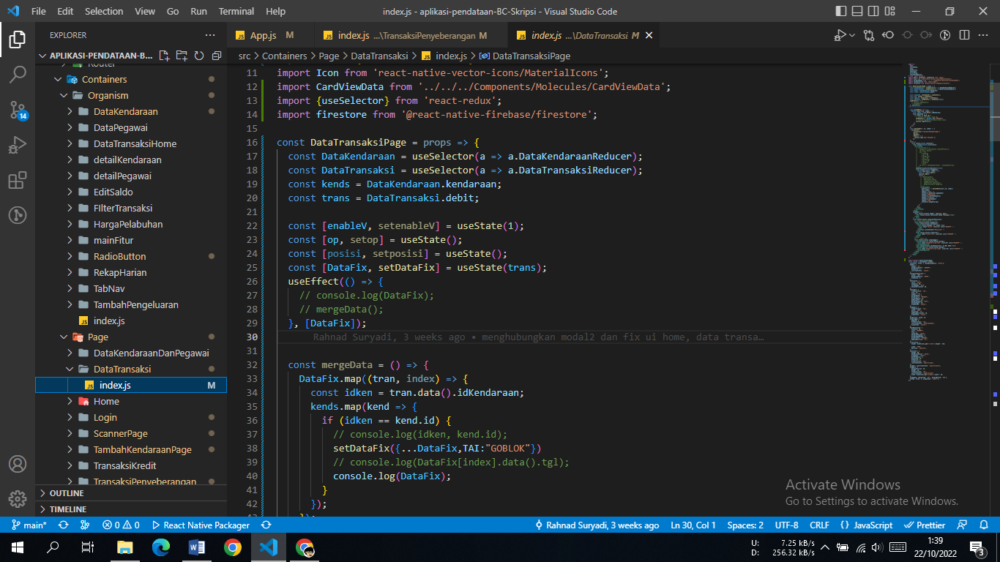 File Edit Selection View Go Run Terminal Help
index.js - aplikasi-pendataan-BC-Skripsi - Visual Studio Code
EXPLORER
APLIKASI-PENDATAAN-B...
Router
Containers
Organism
DataKendaraan
DataPegawai
DataTransaksiHome
detailKendaraan
detailPegawai
EditSaldo
FIlterTransaksi
HargaPelabuhan
mainFitur
RadioButton
RekapHarian
TabNav
TambahPengeluaran
JS index.js
Page
DataKendaraanDanPegawai
DataTransaksi
JS index.js M
Home
Login
ScannerPage
TambahKendaraanPage
TransaksiKredit
TransaksiPenyeberangan
OUTLINE
TIMELINE
14
JS App.js M
JS index.js ...\TransaksiPenyeberangan M
JS index.js ...\DataTransaksi M
src > Containers > Page > DataTransaksi > JS index.js > DataTransaksiPage
11 import Icon from 'react-native-vector-icons/MaterialIcons';
12 import CardViewData from '../../../Components/Molecules/CardViewData';
13 import {useSelector} from 'react-redux';
14 import firestore from '@react-native-firebase/firestore';
15
16 const DataTransaksiPage = props => {
17 const DataKendaraan = useSelector(a => a.DataKendaraanReducer);
18 const DataTransaksi = useSelector(a => a.DataTransaksiReducer);
19 const kends = DataKendaraan.kendaraan;
20 const trans = DataTransaksi.debit;
21
22 const [enableV, setenableV] = useState(1);
23 const [op, setop] = useState();
24 const [posisi, setposisi] = useState();
25 const [DataFix, setDataFix] = useState(trans);
26 useEffect(() => {
27 // console.log(DataFix);
28 // mergeData();
29 }, [DataFix]);
30 Rahnad Suryadi, 3 weeks ago • menghubungkan modal2 dan fix ui home, data transa…
31
32 const mergeData = () => {
33 DataFix.map((tran, index) => {
34 const idken = tran.data().idKendaraan;
35 kends.map(kend => {
36 if (idken == kend.id) {
37 // console.log(idken, kend.id);
38 setDataFix({...DataFix,TAI:"GOBLOK"})
39 // console.log(DataFix[index].data().tgl);
40 console.log(DataFix);
41 }
42 });
43 });
Activate Windows
Go to Settings to activate Windows.
main* 0 0 React Native Packager
Rahnad Suryadi, 3 weeks ago Ln 30, Col 1 Spaces: 2 UTF-8 CRLF {} JavaScript Prettier
U: 7.25 kB/s
D: 256.32 kB/s
1:39
22/10/2022
3